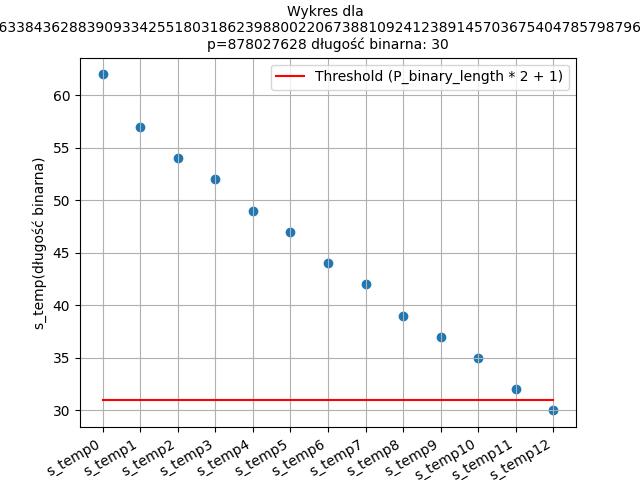 Wykres dla
6338436288390933425518031862398800220673881092412389145703675404785798796
p=878027628 długość binarna: 30
Threshold (P_binary_length * 2 + 1)
60
55
50
45
40
35
30
s_temp(długość binarna)
s_temp0
s_temp1
s_temp2
s_temp3
s_temp4
s_temp5
s_temp6
s_temp7
s_temp8
s_temp9
s_temp10
s_temp11
s_temp12